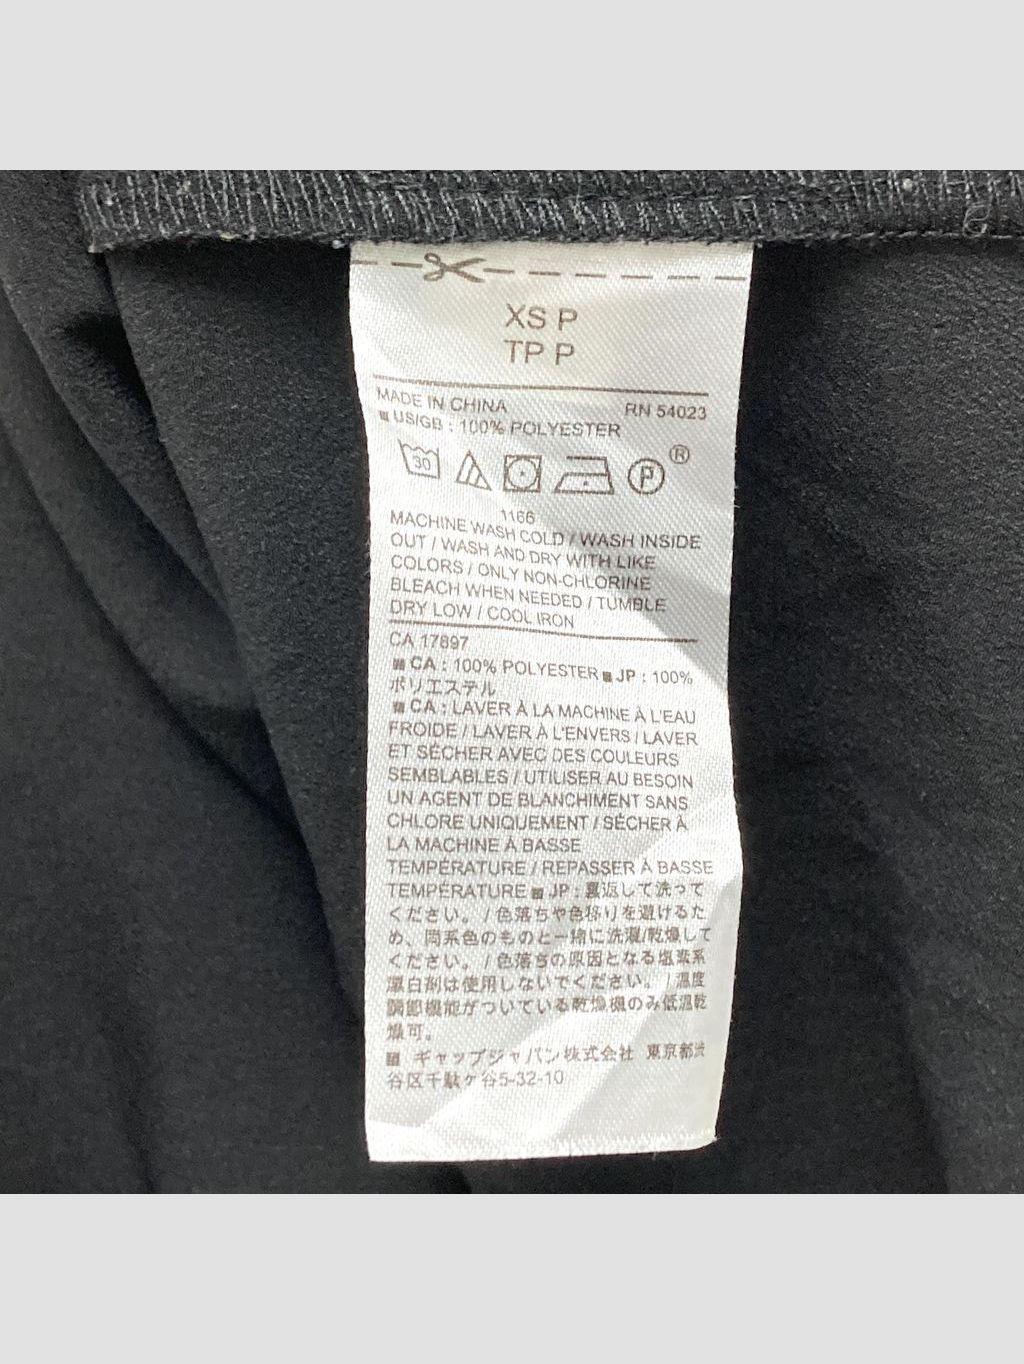 XS P
TP P
MADE IN CHINA RN 54023
US/GB : 100% POLYESTER
30 P ®
1166
MACHINE WASH COLD / WASH INSIDE
OUT / WASH AND DRY WITH LIKE
COLORS / ONLY NON-CHLORINE
BLEACH WHEN NEEDED / TUMBLE
DRY LOW / COOL IRON
CA 17897
CA : 100% POLYESTER JP : 100%
ポリエステル
CA : LAVER À LA MACHINE À L'EAU
FROIDE / LAVER À L'ENVERS / LAVER
ET SÉCHER AVEC DES COULEURS
SEMBLABLES / UTILISER AU BESOIN
UN AGENT DE BLANCHIMENT SANS
CHLORE UNIQUEMENT / SÉCHER À
LA MACHINE À BASSE
TEMPÉRATURE / REPASSER À BASSE
TEMPÉRATURE JP : 裏返して洗って
ください。 / 色落ちや色移りを避けるた
め、同系色のものと一緒に洗濯/乾燥して
ください。 / 色落ちの原因となる塩素系
漂白剤は使用しないでください。 / 温度
調節機能がついている乾燥機のみ低温乾
燥可。
ギャップジャパン株式会社 東京都渋
谷区千駄ヶ谷5-32-10